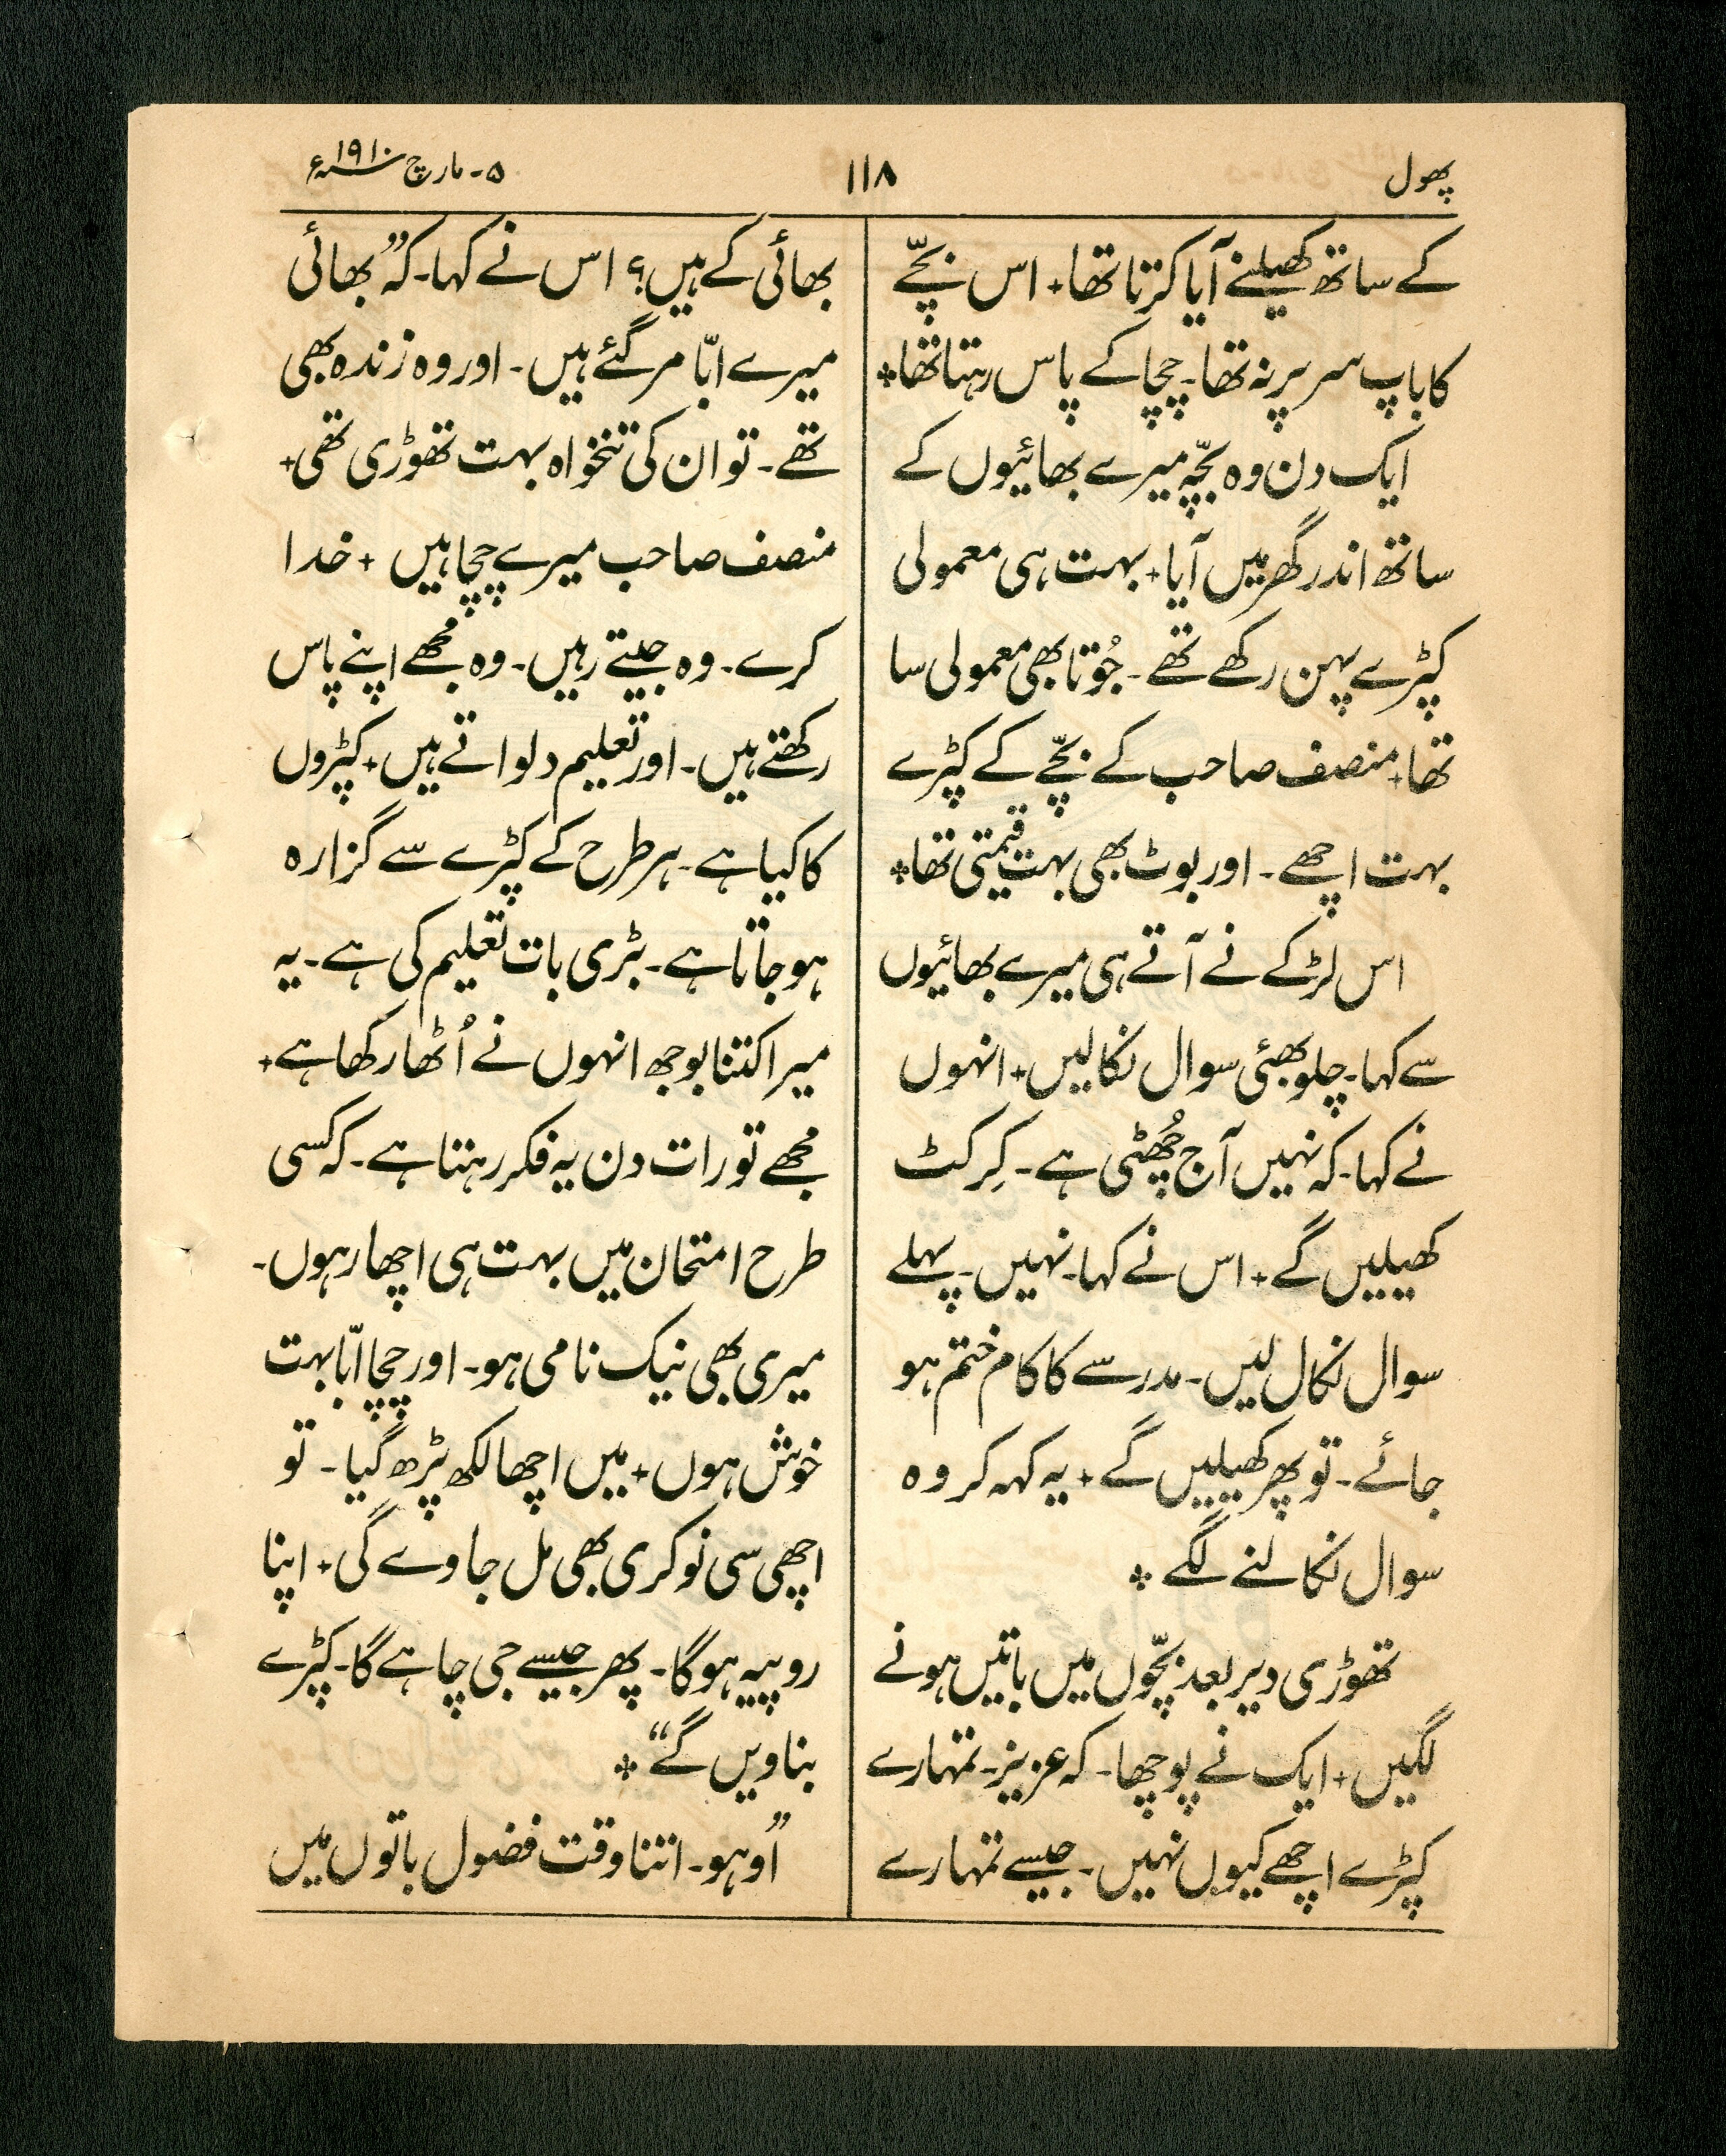 پھول
۱۱۸
۵-مارچ ۱۹۱۰ء
کے ساتھ کھیلنے آیا کرتا تھا+ اس بچّے
کا باپ سر پر نہ تھا۔ چچا کے پاس رہتا تھا÷
ایک دن وہ بچّہ میرے بھائیوں کے
ساتھ اندر گھر میں آیا+ بہت ہی معمولی
کپڑے پہن رکھے تھے۔ جُوتا بھی معمولی سا
تھا+ منصف صاحب کے بچّے کے کپڑے
بہت اچھے۔ اور بوٹ بھی بہت قیمتی تھا÷
اس لڑکے نے آتے ہی میرے بھائیوں
سے کہا۔ چلو بھئی سوال نکالیں+ انہوں
نے کہا۔ کہ نہیں آج چُھٹی ہے۔ کِرکٹ
کھیلیں گے+ اس نے کہا۔ نہیں۔ پہلے
سوال نکال لیں۔ مدرسے کا کام ختم ہو
جائے۔ تو پھر کھیلیں گے+ یہ کہہ کر وہ
سوال نکالنے لگے ÷
تھوڑی دیر بعد بچّوں میں باتیں ہونے
لگیں+ ایک نے پوچھا۔ کہ عزیز۔ تمہارے
کپڑے اچھے کیوں نہیں۔ جیسے تمہارے
بھائی کے ہیں؟ اس نے کہا۔ کہ ”بھائی
میرے ابّا مر گئے ہیں۔ اور وہ زندہ بھی
تھے۔ تو ان کی تنخواہ بہت تھوڑی تھی+
منصف صاحب میرے چچا ہیں + خدا
کرے۔ وہ جیتے رہیں۔ وہ مجھے اپنے پاس
رکھتے ہیں۔ اور تعلیم دلواتے ہیں+ کپڑوں
کا کیا ہے۔ ہر طرح کے کپڑے سے گزارہ
ہو جاتا ہے۔ بڑی بات تعلیم کی ہے۔ یہ
میرا کتنا بوجھ انہوں نے اُٹھا رکھا ہے+
مجھے تو رات دن یہ فکر رہتا ہے۔ کہ کسی
طرح امتحان میں بہت ہی اچھا رہوں۔
میری بھی نیک نامی ہو۔ اور چچا ابّا بہت
خوش ہوں+ میں اچھا لکھ پڑھ گیا۔ تو
اچھی سی نوکری بھی مل جاوے گی+ اپنا
روپیہ ہوگا۔ پھر جیسے جی چاہے گا۔ کپڑے
بناویں گے“ ÷
”اُوہو۔ اتنا وقت فضول باتوں میں